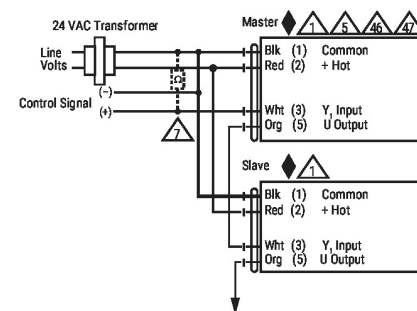 24 VAC Transformer
Master 1 5 46 47
Line
Volts
Blk (1) Common
Red (2) + Hot
Ω
(–)
Control Signal
(+)
Wht (3) Y1 Input
Org (5) U Output
7
Slave 1
Blk (1) Common
Red (2) + Hot
Wht (3) Y1 Input
Org (5) U Output